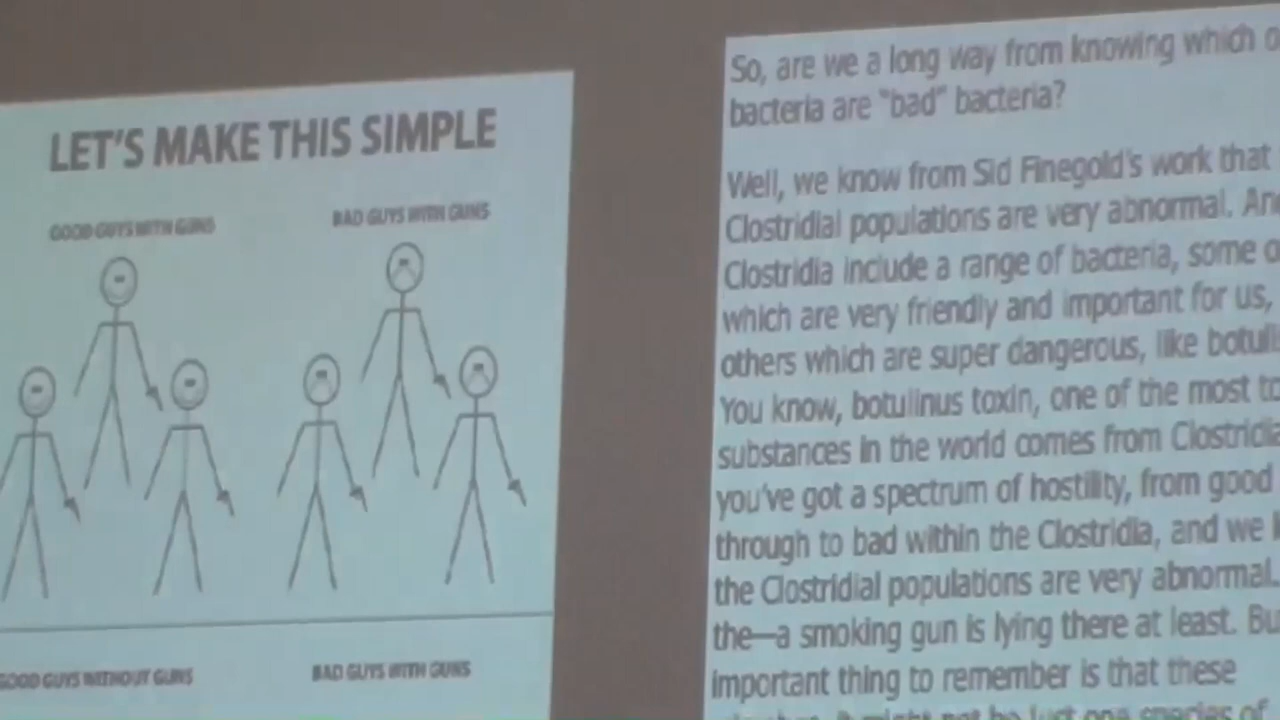 LET'S MAKE THIS SIMPLE
GOOD GUYS WITH GUNS
BAD GUYS WITH GUNS
GOOD GUYS WITHOUT GUNS
BAD GUYS WITH GUNS
So, are we a long way from knowing which
bacteria are "bad" bacteria?
Well, we know from Sid Finegold's work that
Clostridial populations are very abnormal.
Clostridia include a range of bacteria, some
which are very friendly and important for us,
others which are super dangerous, like
You know, botulinus toxin, one of the most
substances in the world comes from
you've got a spectrum of hostility, from good
through to bad within the Clostridia, and we
the Clostridial populations are very abnormal.
the—a smoking gun is lying there at least.
important thing to remember is that these